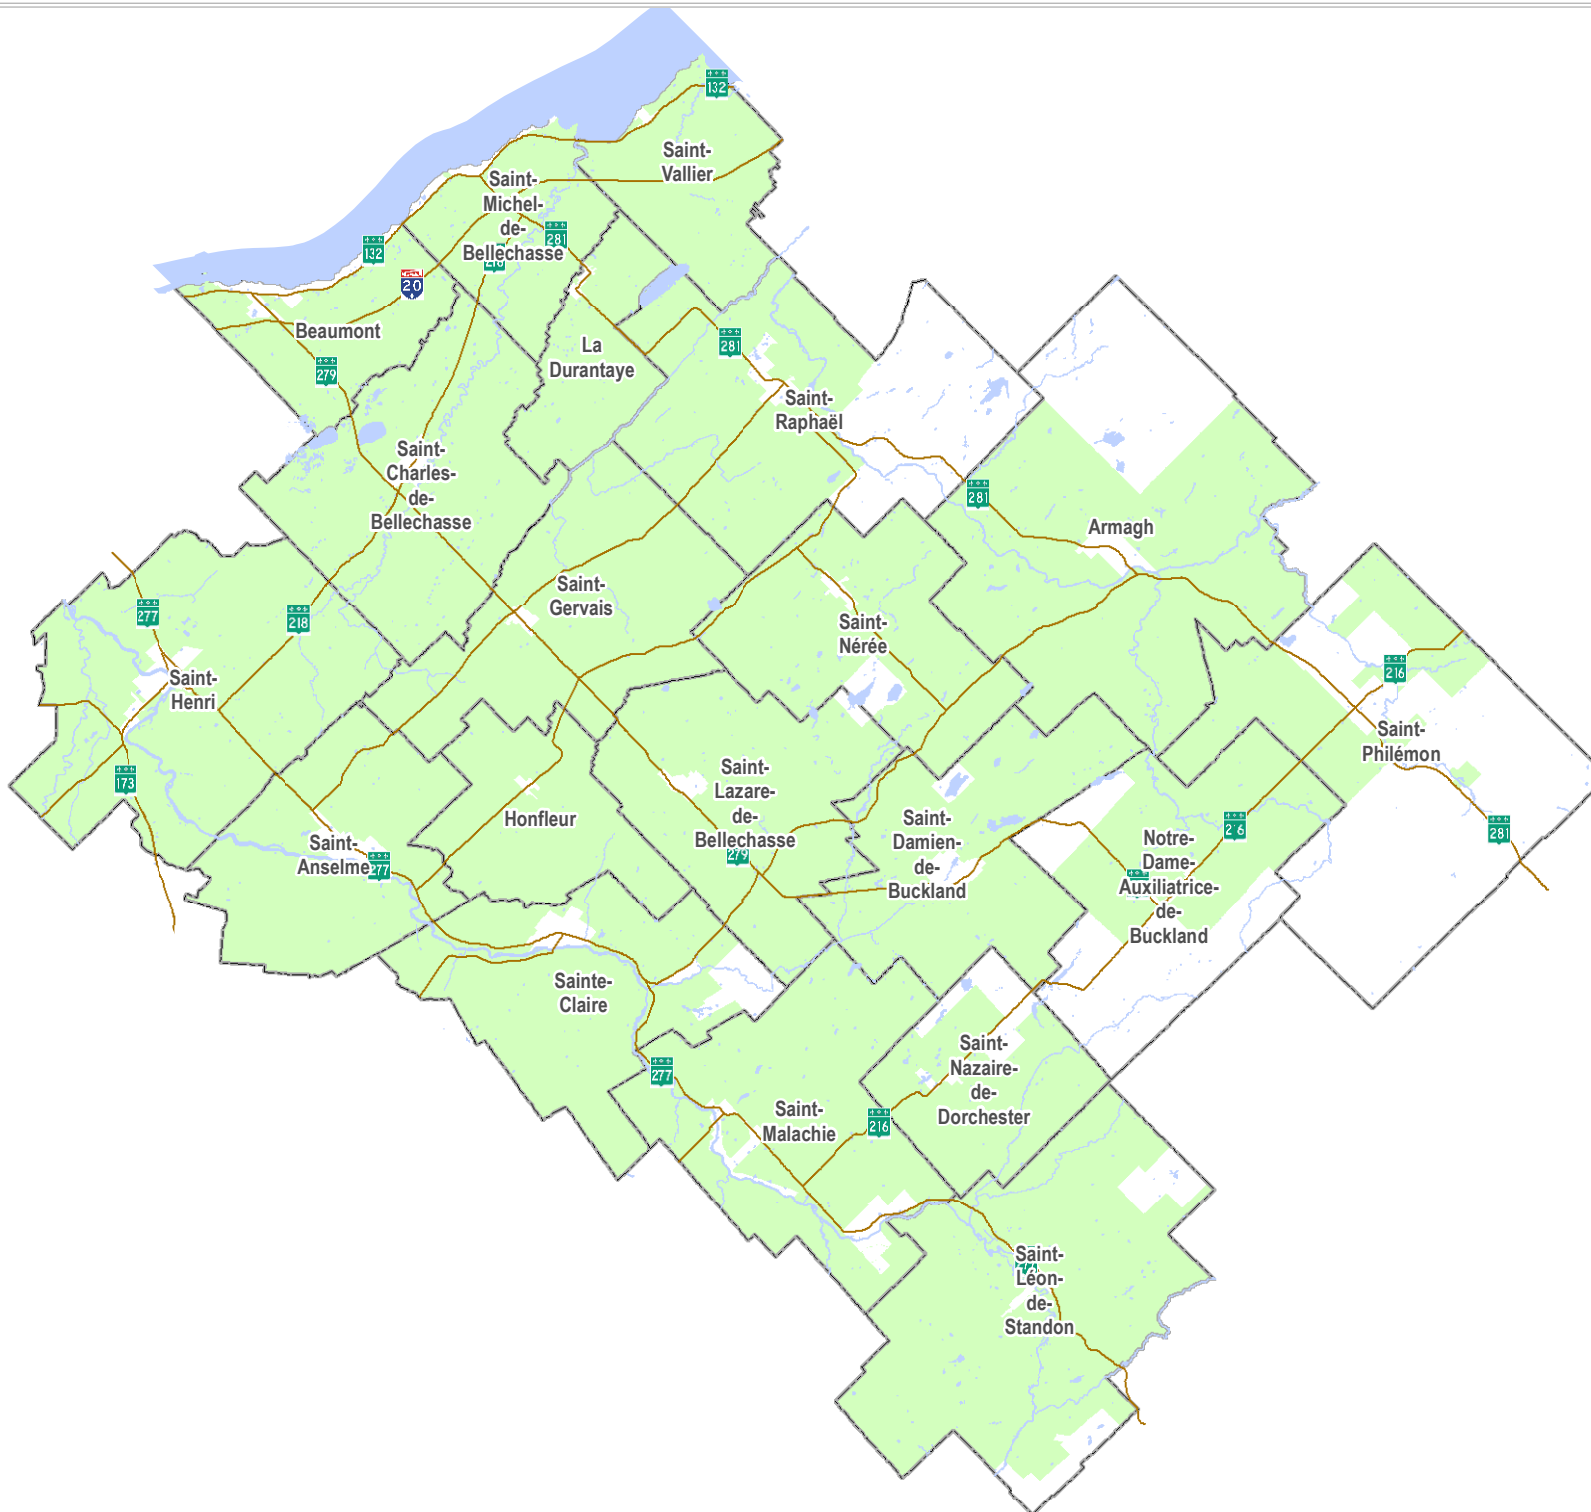 132
Saint-
Vallier
Saint-
Michel-
de-
Bellechasse
281
218
132
20
Beaumont
279
La
Durantaye
281
Saint-
Raphaël
Saint-
Charles-
de-
Bellechasse
281
Armagh
Saint-
Gervais
277
218
Saint-
Nérée
Saint-
Henri
216
Saint-
Philémon
173
Honfleur
Saint-
Lazare-
de-
Bellechasse
279
Saint-
Damien-
de-
Buckland
216
281
Notre-
Dame-
Auxiliatrice-
de-
Buckland
Saint-
Anselme
277
Sainte-
Claire
277
Saint-
Nazaire-
de-
Dorchester
Saint-
Malachie
216
Saint-
Léon-
de-
Standon